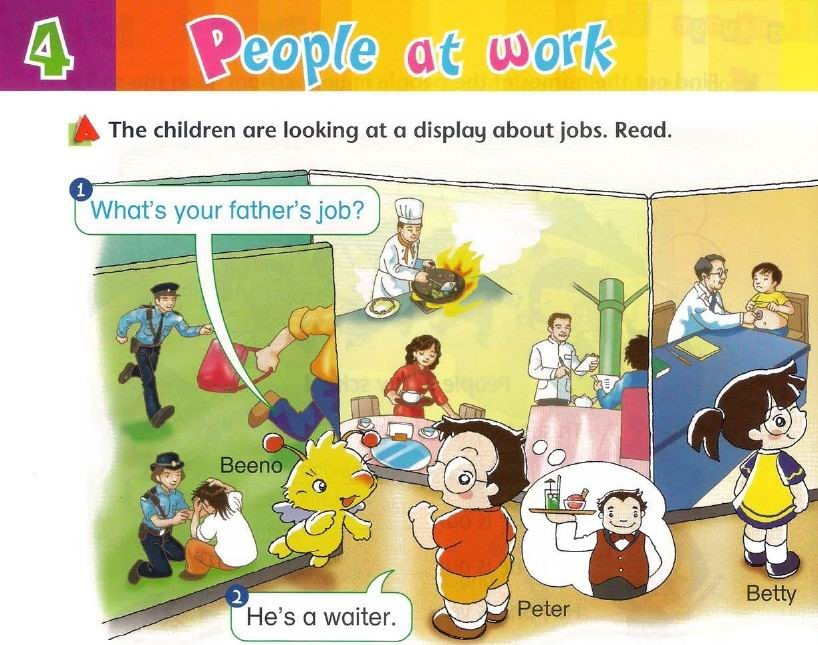 4
People at work
A The children are looking at a display about jobs. Read.
1
What's your father's job?
Beeno
2
He's a waiter.
Peter
Betty